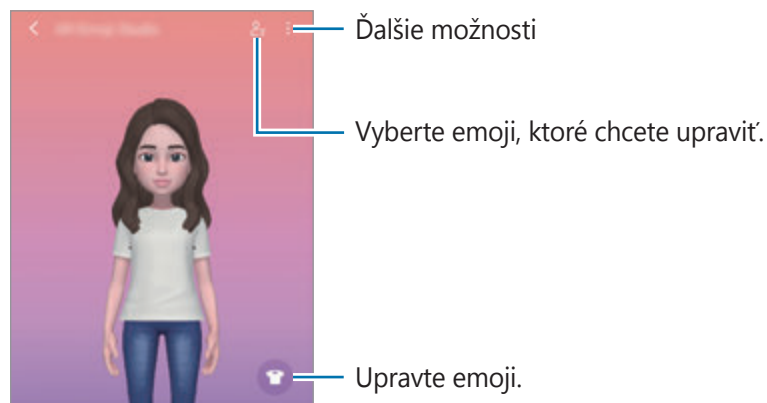 Ďalšie možnosti
Vyberte emoji, ktoré chcete upraviť.
Upravte emoji.